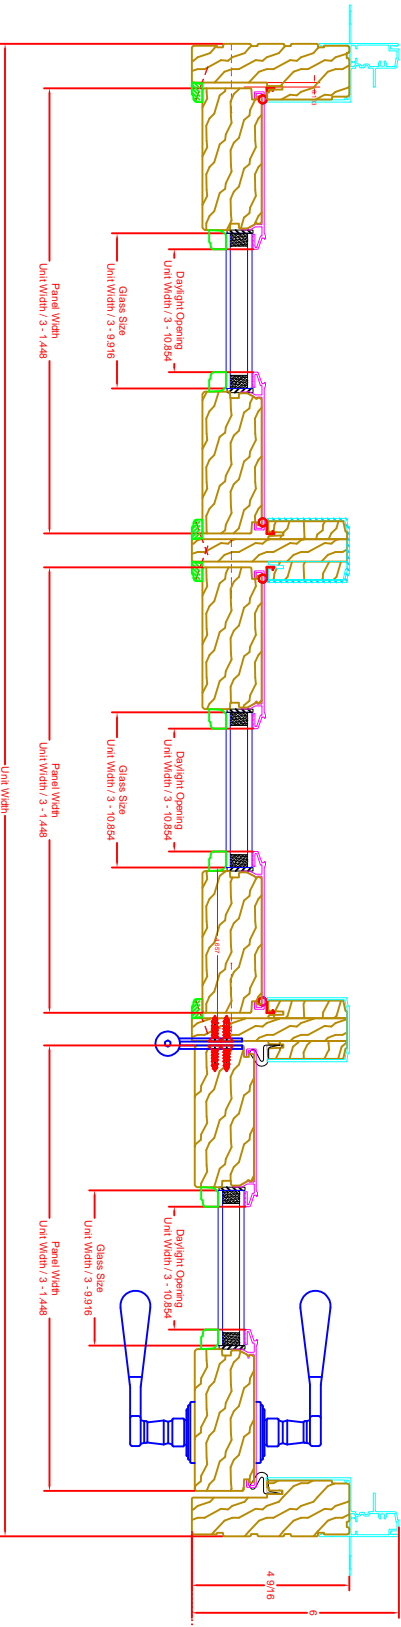 Daylight Opening
Unit Width / 3 - 10.854
Glass Size
Unit Width / 3 - 9.916
Panel Width
Unit Width / 3 - 1.448
Daylight Opening
Unit Width / 3 - 10.854
Glass Size
Unit Width / 3 - 10.854
Panel Width
Unit Width / 3 - 1.448
Unit Width
Daylight Opening
Unit Width / 3 - 10.854
Glass Size
Unit Width / 3 - 9.916
Panel Width
Unit Width / 3 - 1.448
4 9/16
6